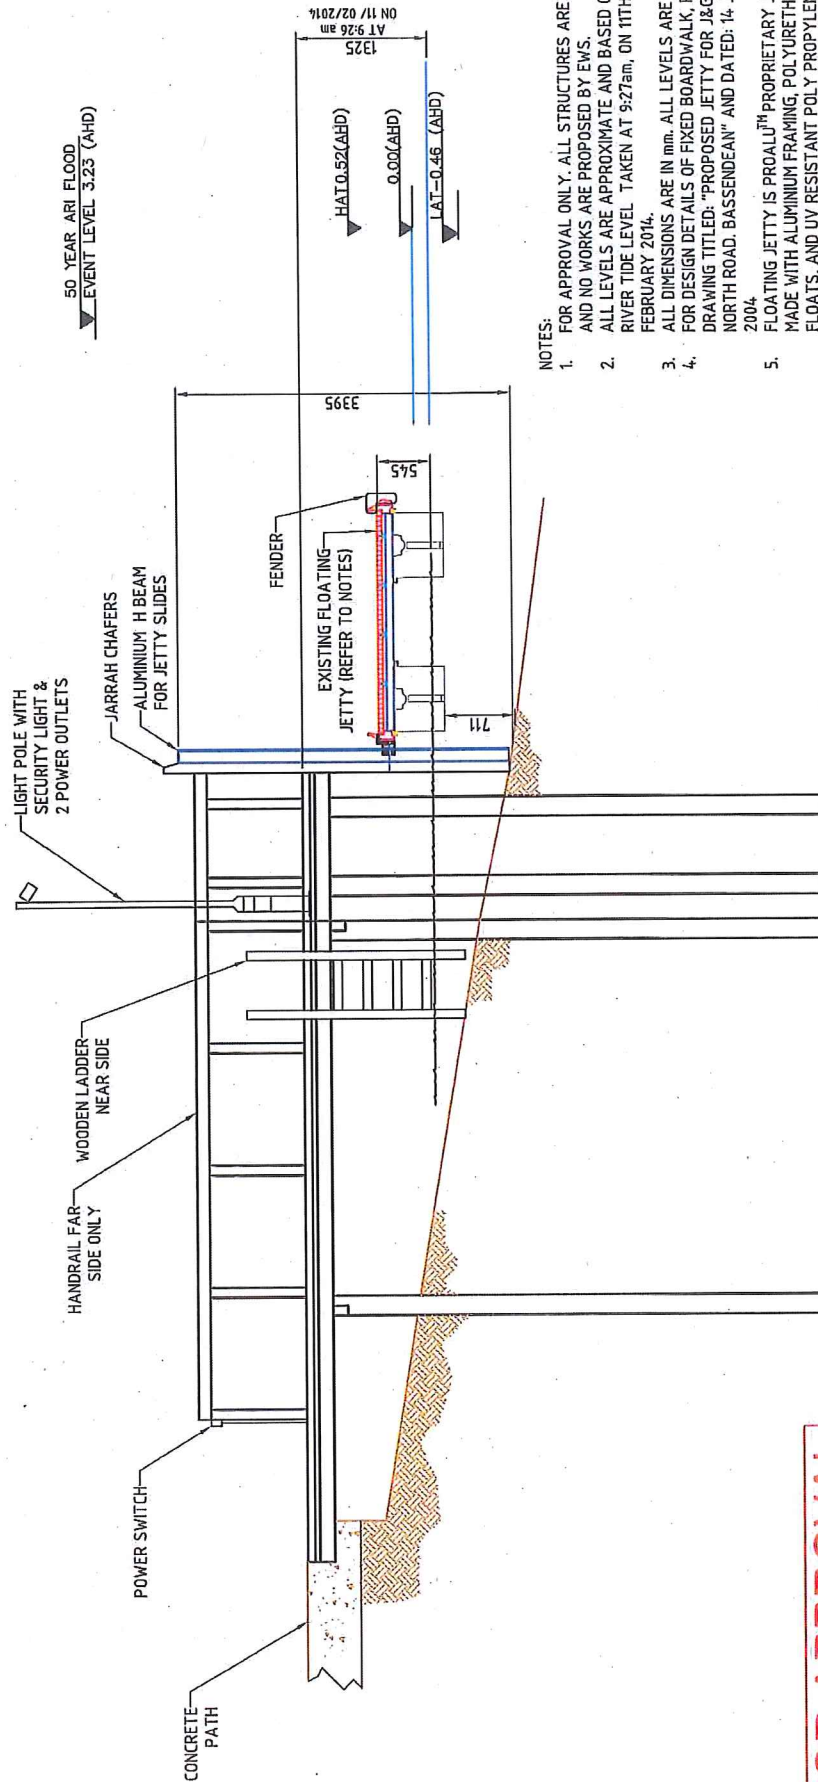 50 YEAR ARI FLOOD
EVENT LEVEL 3.23 (AHD)
1325
AT 9:26 am
ON 11/ 02/2014
HAT 0.52(AHD)
0.00(AHD)
LAT-0.46 (AHD)
LIGHT POLE WITH
SECURITY LIGHT &
2 POWER OUTLETS
JARRAH CHAFERS
ALUMINIUM H BEAM
FOR JETTY SLIDES
3395
FENDER
EXISTING FLOATING
JETTY (REFER TO NOTES)
545
711
WOODEN LADDER
NEAR SIDE
HANDRAIL FAR
SIDE ONLY
POWER SWITCH
CONCRETE
PATH
NOTES:
1. FOR APPROVAL ONLY. ALL STRUCTURES ARE
AND NO WORKS ARE PROPOSED BY EWS.
2. ALL LEVELS ARE APPROXIMATE AND BASED
RIVER TIDE LEVEL TAKEN AT 9:27am, ON 11TH
FEBRUARY 2014.
3. ALL DIMENSIONS ARE IN mm. ALL LEVELS ARE
4. FOR DESIGN DETAILS OF FIXED BOARDWALK,
DRAWING TITLED: "PROPOSED JETTY FOR J&G
NORTH ROAD. BASSENDEAN" AND DATED: 14
2004
5. FLOATING JETTY IS PROALU™ PROPRIETARY
MADE WITH ALUMINIUM FRAMING, POLYURETH
FLOATS, AND UV RESISTANT POLY PROPYLEN
APPROVAL